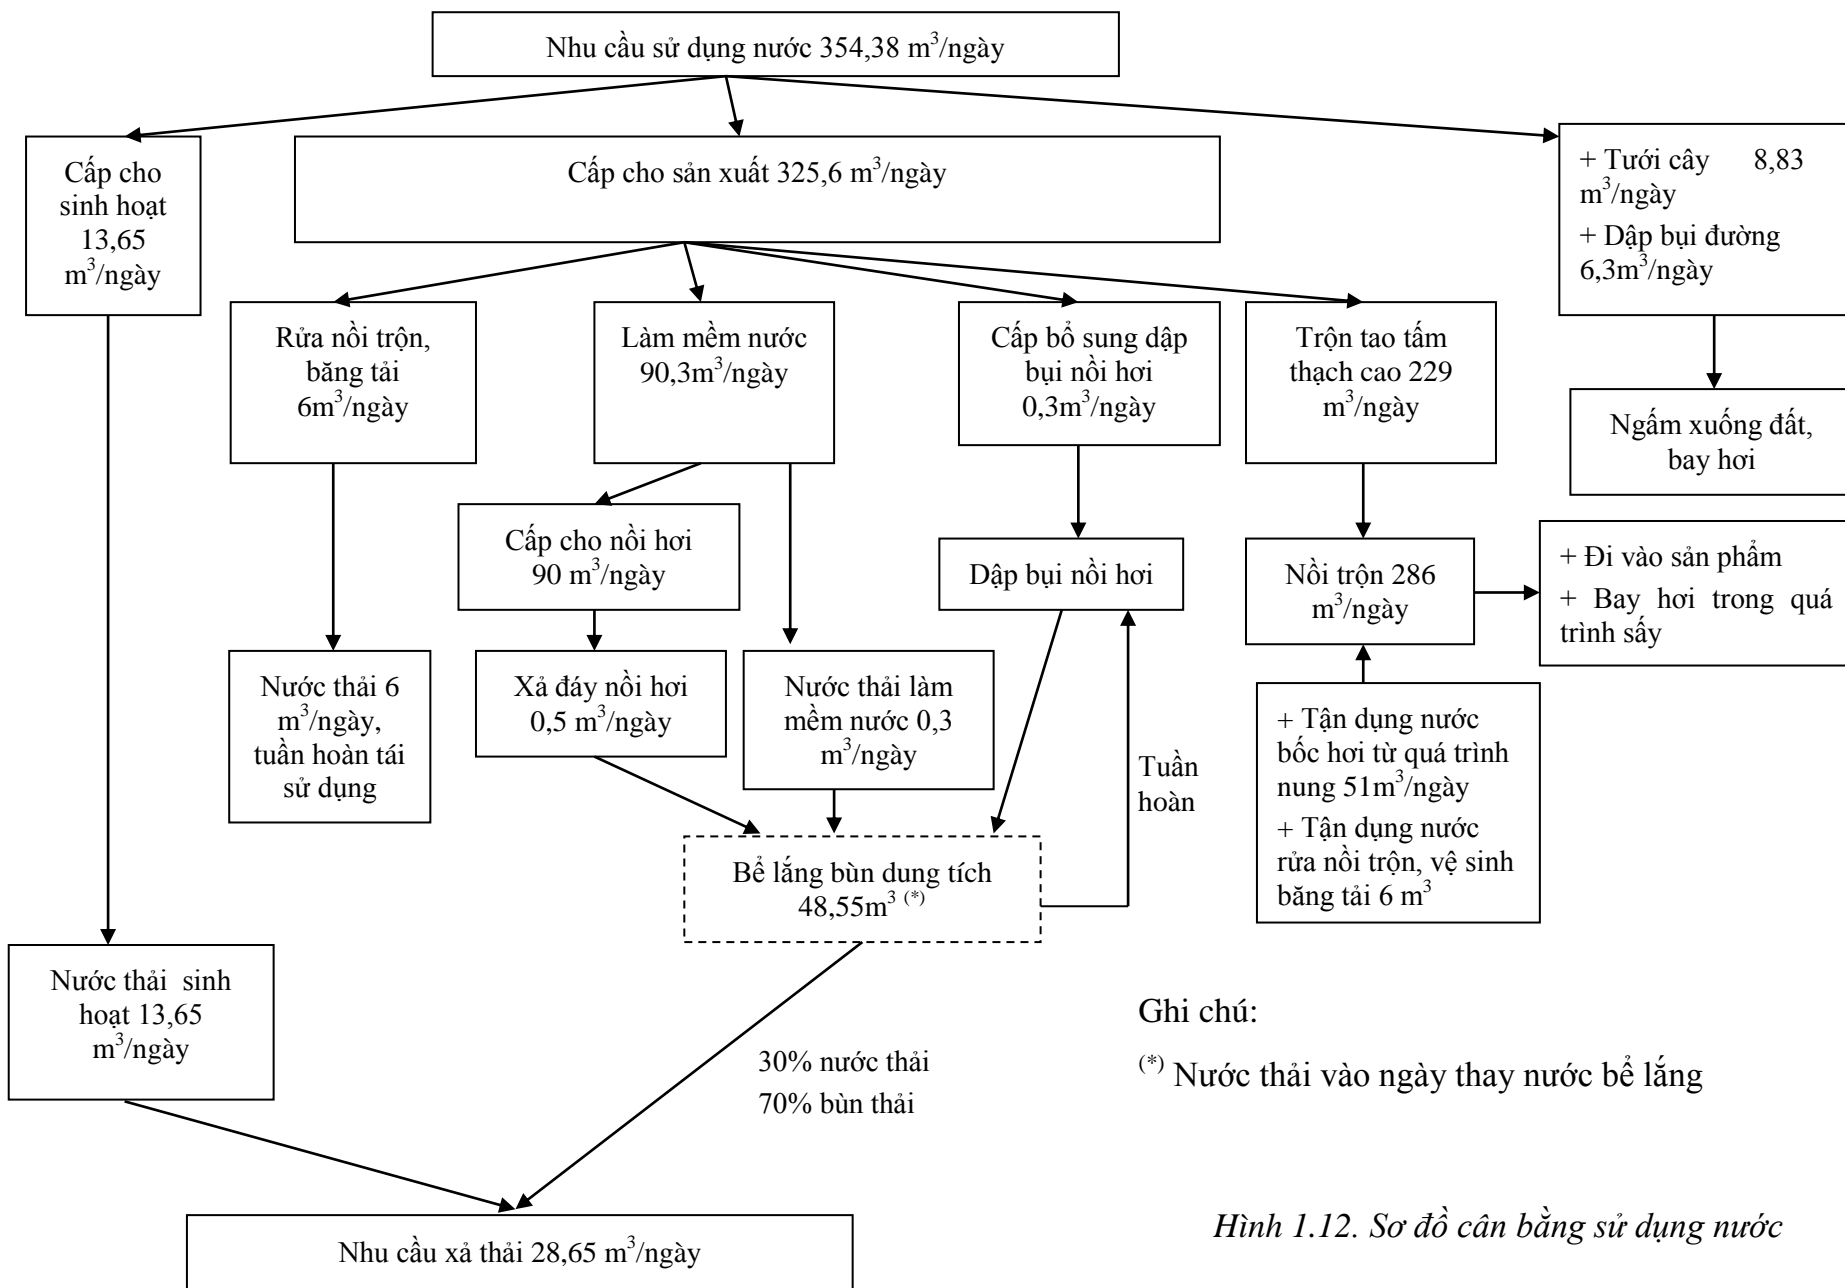 Nhu cầu sử dụng nước 354,38 m³/ngày
Cấp cho
sinh hoạt
13,65
m³/ngày
Cấp cho sản xuất 325,6 m³/ngày
+ Tưới cây 8,83
m³/ngày
+ Dập bụi đường
6,3m³/ngày
Rửa nồi trộn,
băng tải
6m³/ngày
Làm mềm nước
90,3m³/ngày
Cấp bổ sung dập
bụi nồi hơi
0,3m³/ngày
Trộn tao tấm
thạch cao 229
m³/ngày
Ngấm xuống đất,
bay hơi
Cấp cho nồi hơi
90 m³/ngày
Dập bụi nồi hơi
Nồi trộn 286
m³/ngày
+ Đi vào sản phẩm
+ Bay hơi trong quá
trình sấy
Nước thải 6
m³/ngày,
tuần hoàn tái
sử dụng
Xả đáy nồi hơi
0,5 m³/ngày
Nước thải làm
mềm nước 0,3
m³/ngày
Tuần
hoàn
+ Tận dụng nước
bốc hơi từ quá trình
nung 51m³/ngày
+ Tận dụng nước
rửa nồi trộn, vệ sinh
băng tải 6 m³
Bể lắng bùn dung tích
48,55m³ (*)
Nước thải sinh
hoạt 13,65
m³/ngày
30% nước thải
70% bùn thải
Ghi chú:
(*) Nước thải vào ngày thay nước bể lắng
Nhu cầu xả thải 28,65 m³/ngày
Hình 1.12. Sơ đồ cân bằng sử dụng nước